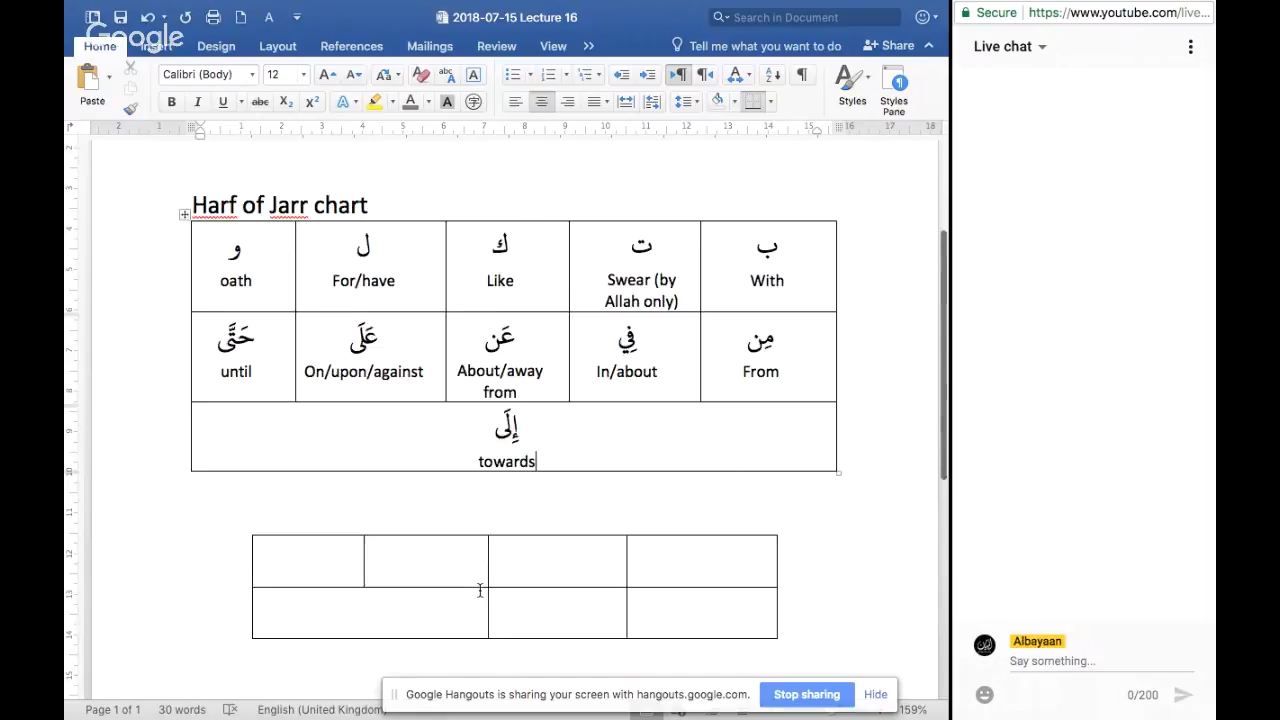 2018-07-15 Lecture 16
Search in Document
Google
Home
Design
Layout
References
Mailings
Review
View
Tell me what you want to do
Share
Paste
Calibri (Body)
12
Styles
Styles Pane
Harf of Jarr chart
و
oath
ل
For/have
ك
Like
ت
Swear (by
Allah only)
ب
With
حَتَّى
until
عَلَى
On/upon/against
عَن
About/away
from
فِي
In/about
مِن
From
إِلَى
towards
Google Hangouts is sharing your screen with hangouts.google.com.
Stop sharing
Hide
Page 1 of 1
30 words
English (United Kingdom)
159%
Secure
https://www.youtube.com/live...
Live chat
Albayaan
Say something...
0/200